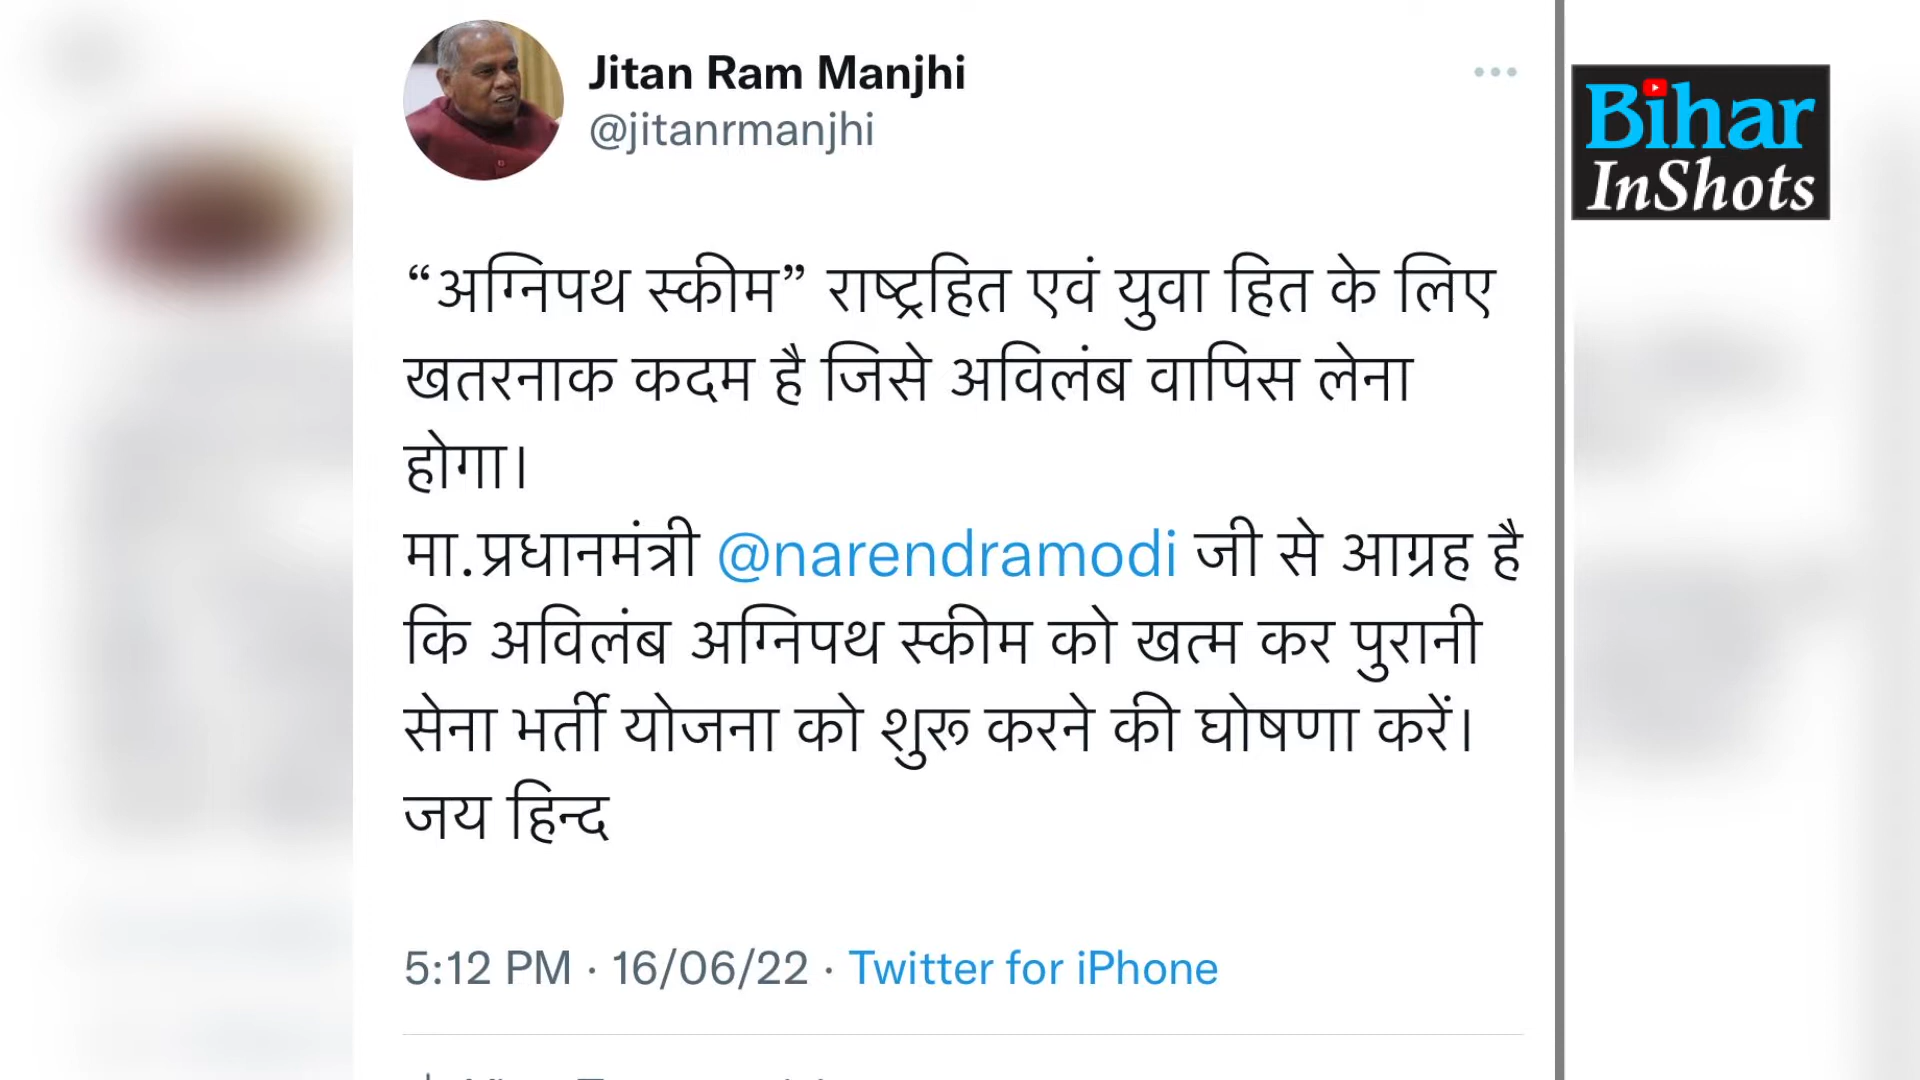 Jitan Ram Manjhi
@jitanrmanjhi
Bihar
InShots
“अग्निपथ स्कीम” राष्ट्रहित एवं युवा हित के लिए
खतरनाक कदम है जिसे अविलंब वापिस लेना
होगा।
मा.प्रधानमंत्री @narendramodi जी से आग्रह है
कि अविलंब अग्निपथ स्कीम को खत्म कर पुरानी
सेना भर्ती योजना को शुरू करने की घोषणा करें।
जय हिन्द
5:12 PM · 16/06/22 · Twitter for iPhone